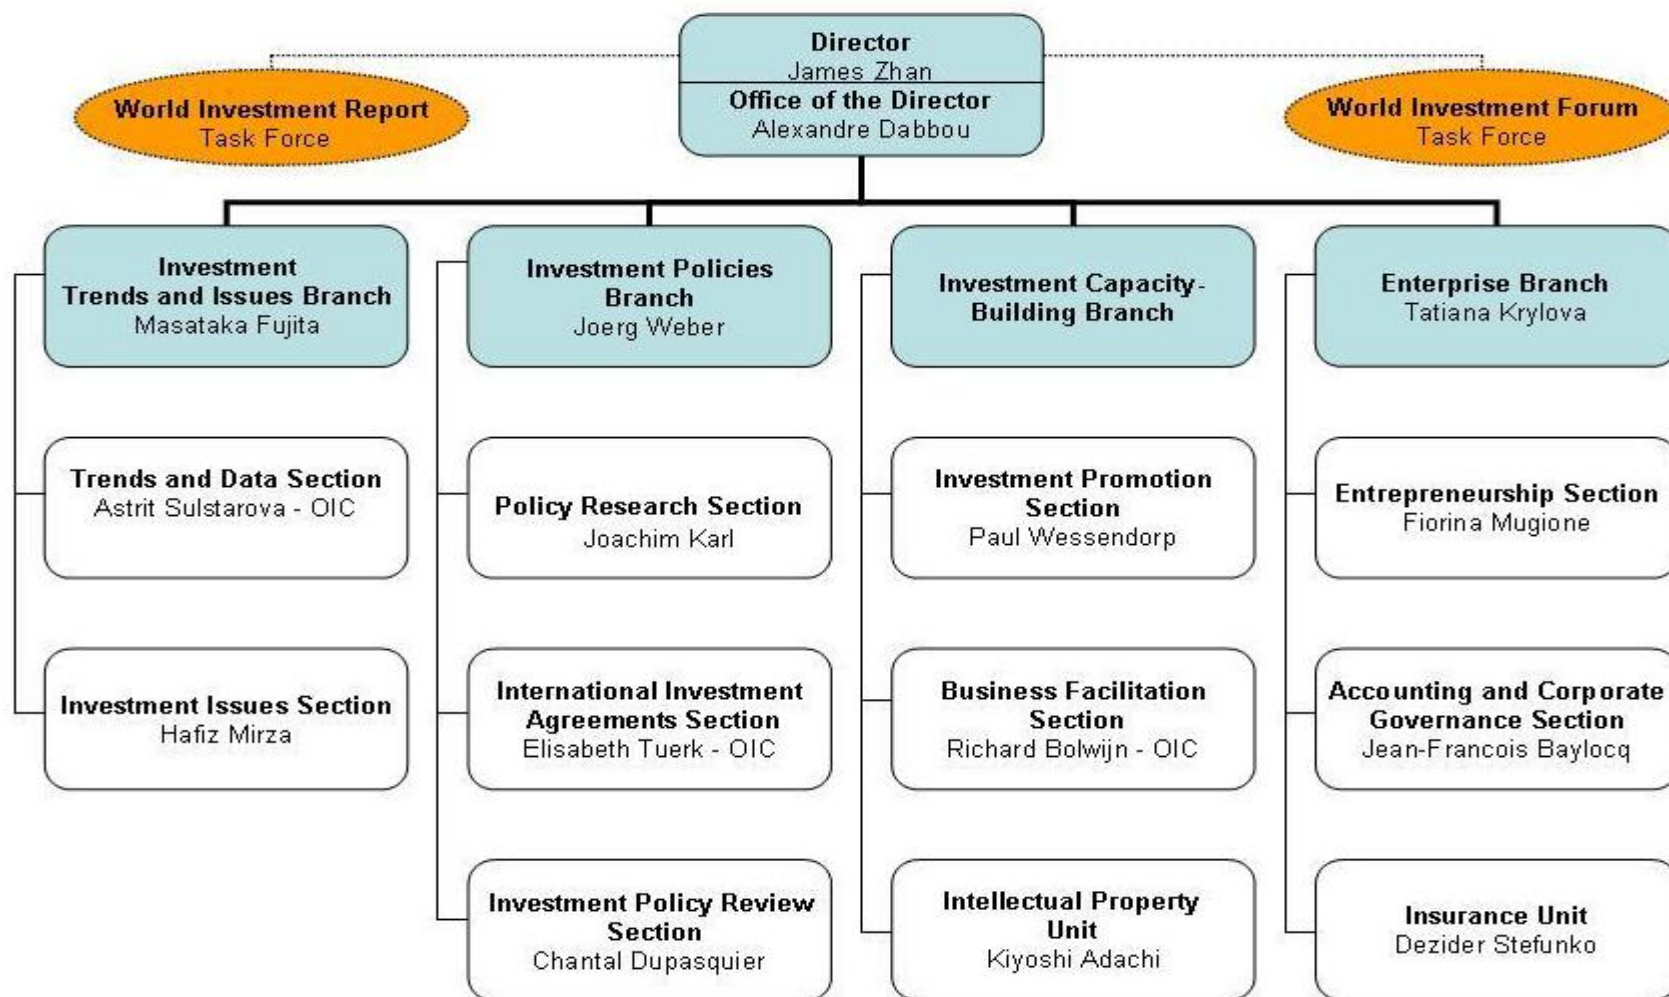 Director
James Zhan
Office of the Director
Alexandre Dabbou
World Investment Report
Task Force
World Investment Forum
Task Force
Investment
Trends and Issues Branch
Masataka Fujita
Trends and Data Section
Astrit Sulstarova - OIC
Investment Issues Section
Hafiz Mirza
Investment Policies
Branch
Joerg Weber
Policy Research Section
Joachim Karl
International Investment
Agreements Section
Elisabeth Tuerk - OIC
Investment Policy Review
Section
Chantal Dupasquier
Investment Capacity-
Building Branch
Investment Promotion
Section
Paul Wessendorp
Business Facilitation
Section
Richard Bolwijn - OIC
Intellectual Property
Unit
Kiyoshi Adachi
Enterprise Branch
Tatiana Krylova
Entrepreneurship Section
Fiorina Mugione
Accounting and Corporate
Governance Section
Jean-Francois Baylocq
Insurance Unit
Dezider Stefunko